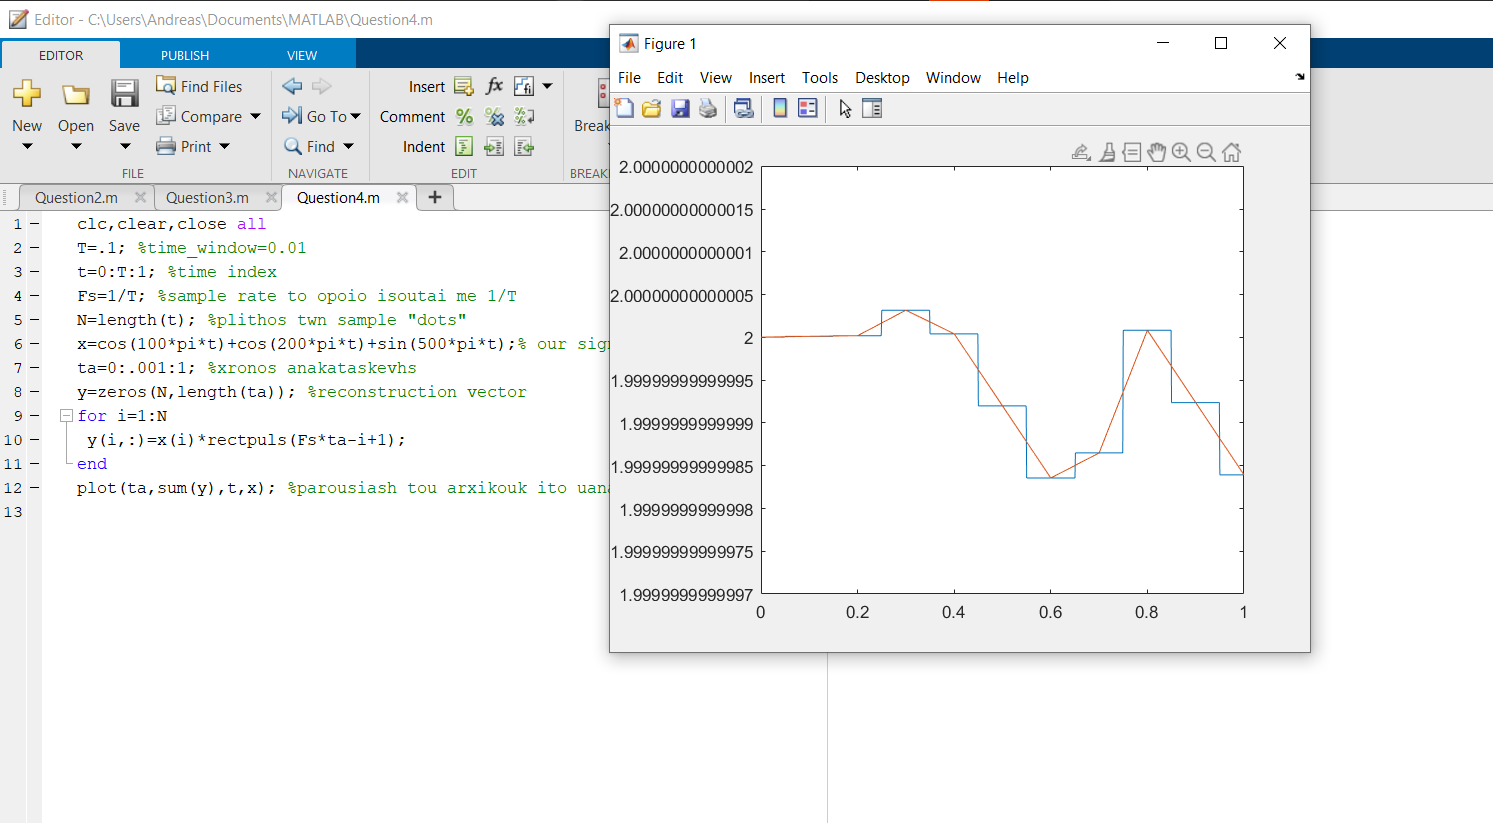 Editor - C:\Users\Andreas\Documents\MATLAB\Question4.m
EDITOR PUBLISH VIEW
New Open Save
Find Files
Compare
Print
FILE
Go To
Find
NAVIGATE
Insert fx
Comment
Indent
EDIT
Question2.m Question3.m Question4.m +
1 clc,clear,close all
2 T=.1; %time_window=0.01
3 t=0:T:1; %time index
4 Fs=1/T; %sample rate to opoio isoutai me 1/T
5 N=length(t); %plithos twn sample "dots"
6 x=cos(100*pi*t)+cos(200*pi*t)+sin(500*pi*t);% our
7 ta=0:.001:1; %xronos anakataskevhs
8 y=zeros(N,length(ta)); %reconstruction vector
9 for i=1:N
10 y(i,:)=x(i)*rectpuls(Fs*ta-i+1);
11 end
12 plot(ta,sum(y),t,x); %parousiash tou arxikouk ito
13
Figure 1
File Edit View Insert Tools Desktop Window Help
2.0000000000002
2.00000000000015
2.0000000000001
2.00000000000005
2
1.99999999999995
1.9999999999999
1.99999999999985
1.9999999999998
1.99999999999975
1.9999999999997
0 0.2 0.4 0.6 0.8 1